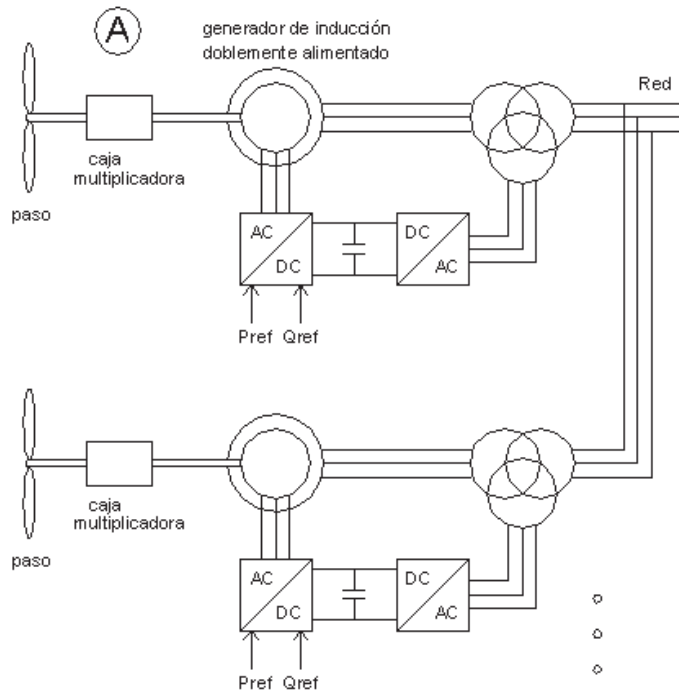 A
generador de inducción
doblemente alimentado
Red
caja
multiplicadora
paso
AC
DC
DC
AC
Pref Qref
caja
multiplicadora
paso
AC
DC
DC
AC
Pref Qref